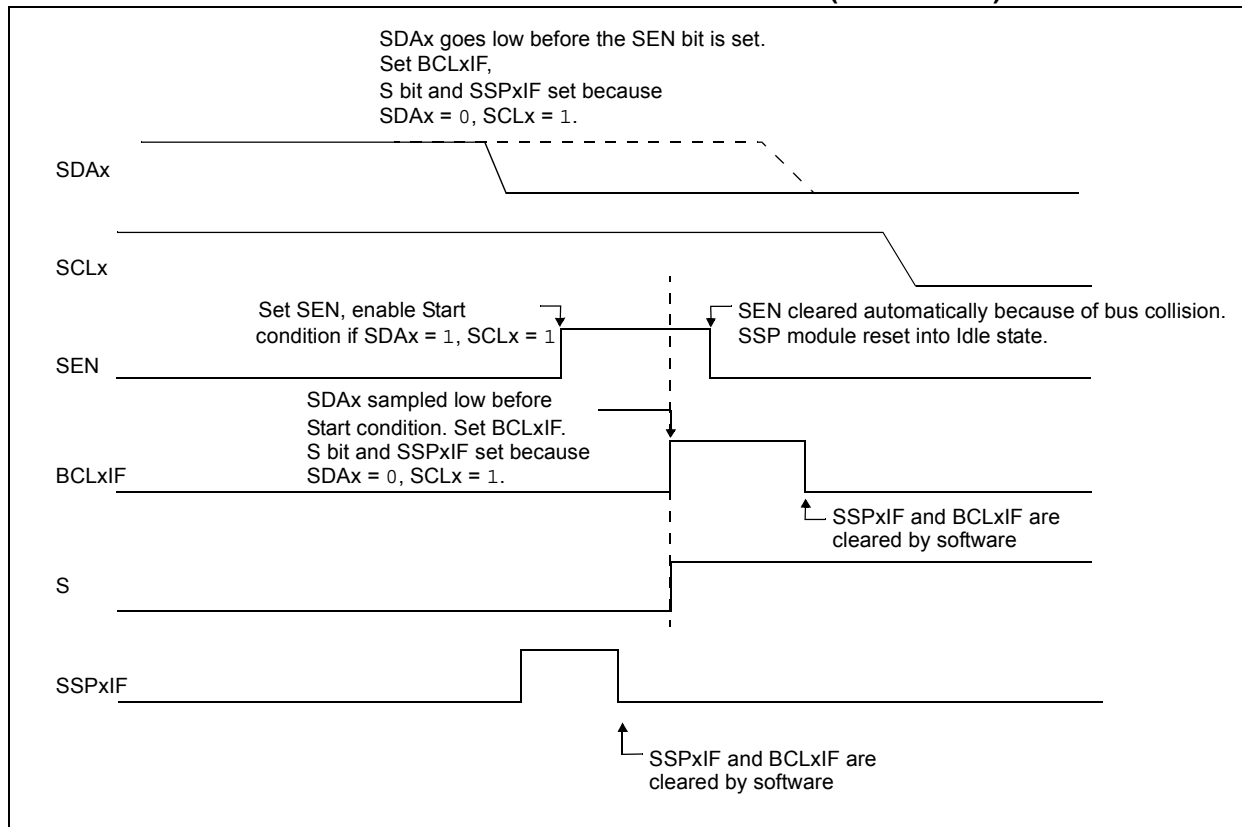 SDAx goes low before the SEN bit is set.
Set BCLxIF,
S bit and SSPxIF set because
SDAx = 0, SCLx = 1.
SDAx
SCLx
Set SEN, enable Start
condition if SDAx = 1, SCLx = 1
SEN cleared automatically because of bus collision.
SSP module reset into Idle state.
SEN
SDAx sampled low before
Start condition. Set BCLxIF.
S bit and SSPxIF set because
SDAx = 0, SCLx = 1.
BCLxIF
SSPxIF and BCLxIF are
cleared by software
S
SSPxIF
SSPxIF and BCLxIF are
cleared by software